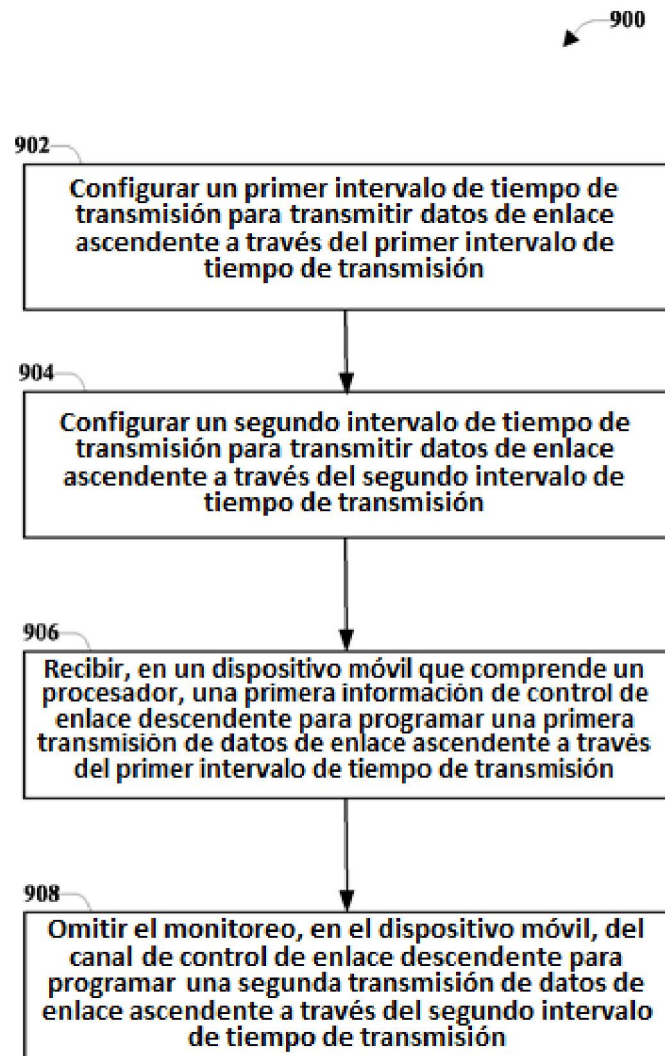 900
902
Configurar un primer intervalo de tiempo de
transmisión para transmitir datos de enlace
ascendente a través del primer intervalo de
tiempo de transmisión
904
Configurar un segundo intervalo de tiempo de
transmisión para transmitir datos de enlace
ascendente a través del segundo intervalo de
tiempo de transmisión
906
Recibir, en un dispositivo móvil que comprende un
procesador, una primera información de control de
enlace descendente para programar una primera
transmisión de datos de enlace ascendente a través
del primer intervalo de tiempo de transmisión
908
Omitir el monitoreo, en el dispositivo móvil, del
canal de control de enlace descendente para
programar una segunda transmisión de datos de
enlace ascendente a través del segundo intervalo
de tiempo de transmisión